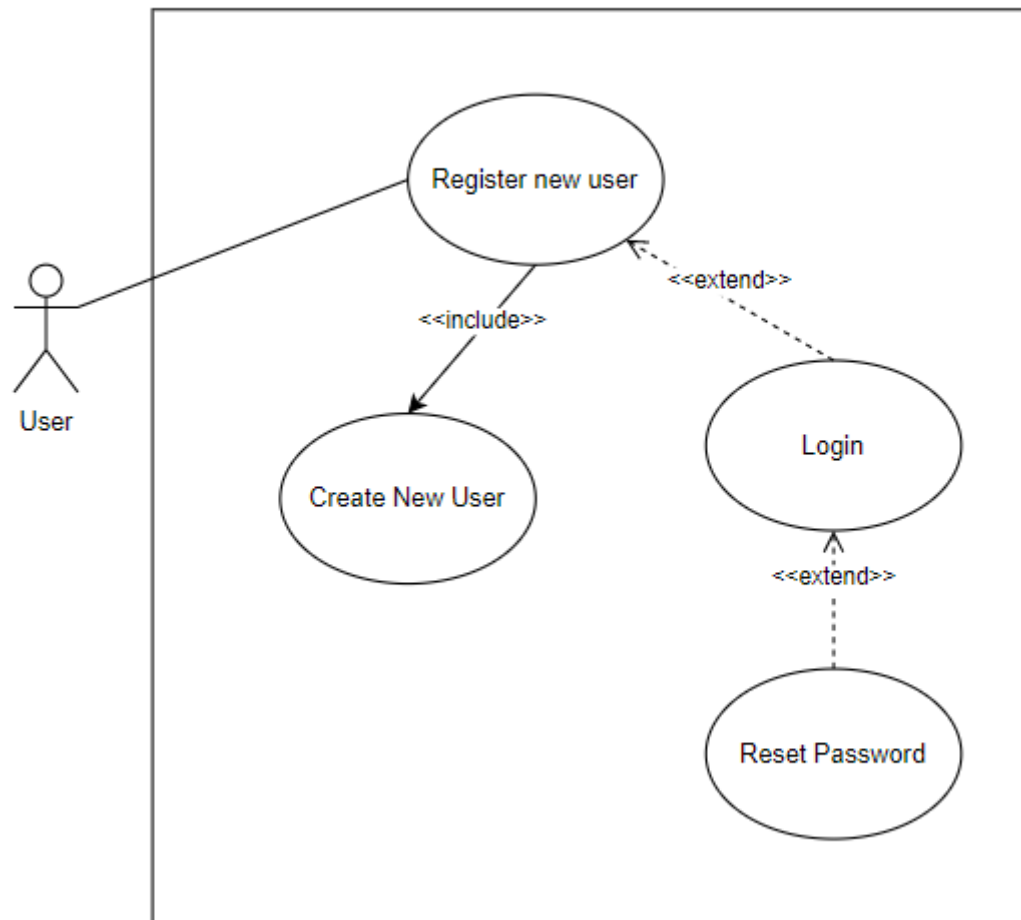 Register new user
<<extend>>
<<include>>
User
Login
Create New User
<<extend>>
Reset Password